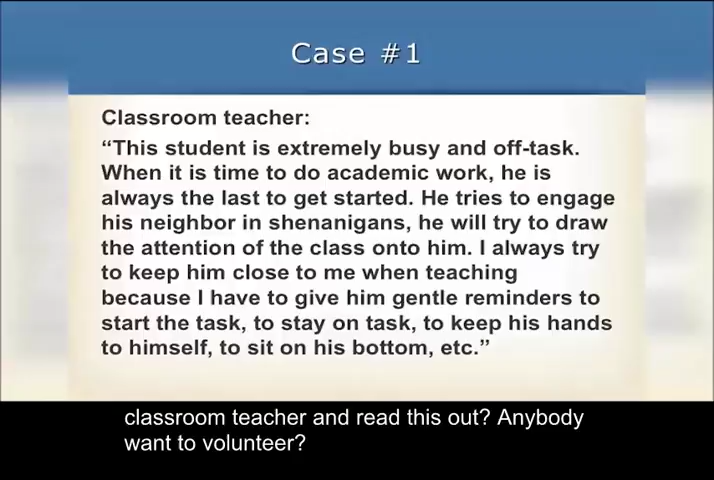 Case #1
Classroom teacher:
“This student is extremely busy and off-task.
When it is time to do academic work, he is
always the last to get started. He tries to engage
his neighbor in shenanigans, he will try to draw
the attention of the class onto him. I always try
to keep him close to me when teaching
because I have to give him gentle reminders to
start the task, to stay on task, to keep his hands
to himself, to sit on his bottom, etc.”
classroom teacher and read this out? Anybody
want to volunteer?